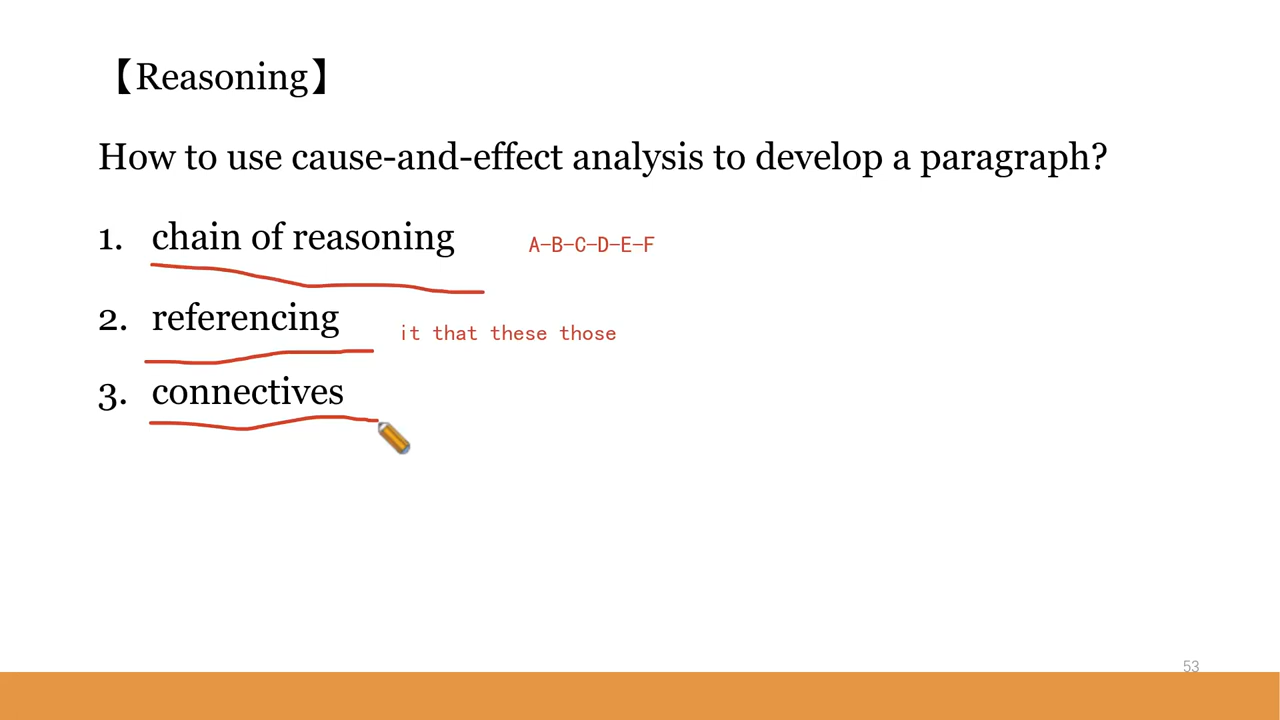 【Reasoning】
How to use cause-and-effect analysis to develop a paragraph?
1. chain of reasoning A-B-C-D-E-F
2. referencing it that these those
3. connectives
53